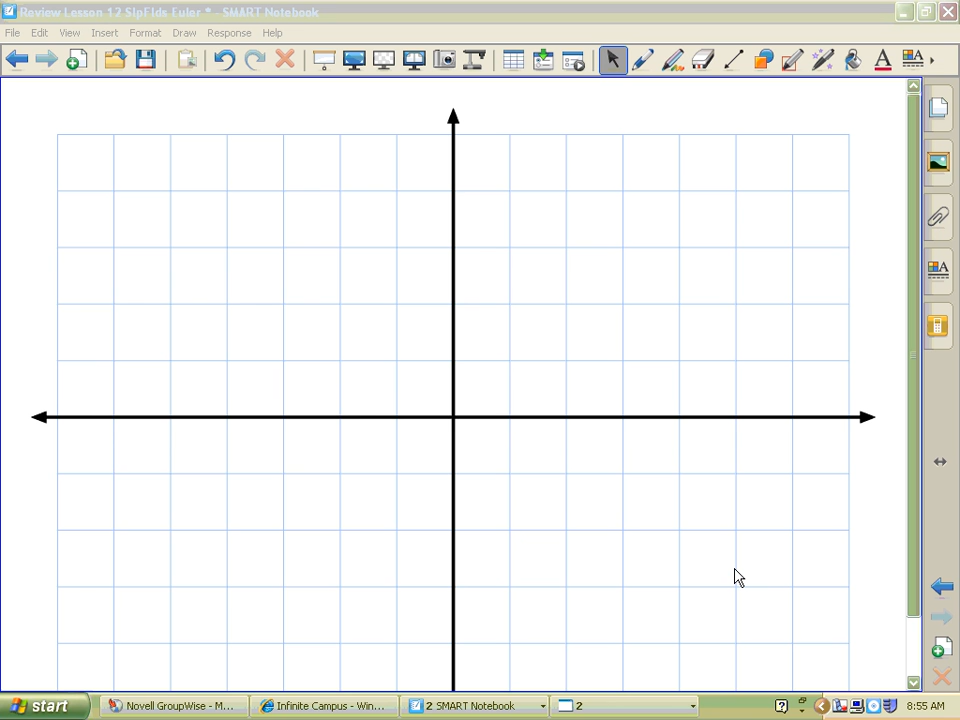 Review Lesson 12 SlpFlds Euler * - SMART Notebook
File Edit View Insert Format Draw Response Help
start
Novell GroupWise - M...
Infinite Campus - Win...
2 SMART Notebook
2
8:55 AM